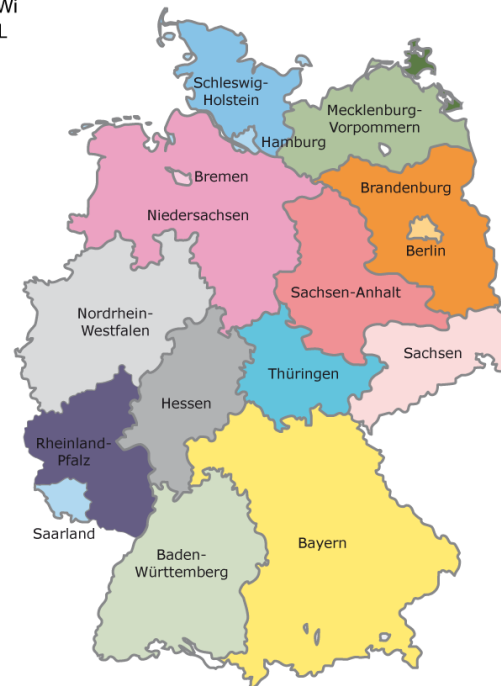 Wi
L
Schleswig-
Holstein
Mecklenburg-
Vorpommern
Hamburg
Bremen
Brandenburg
Niedersachsen
Berlin
Sachsen-Anhalt
Nordrhein-
Westfalen
Sachsen
Thüringen
Hessen
Rheinland-
Pfalz
Saarland
Bayern
Baden-
Württemberg